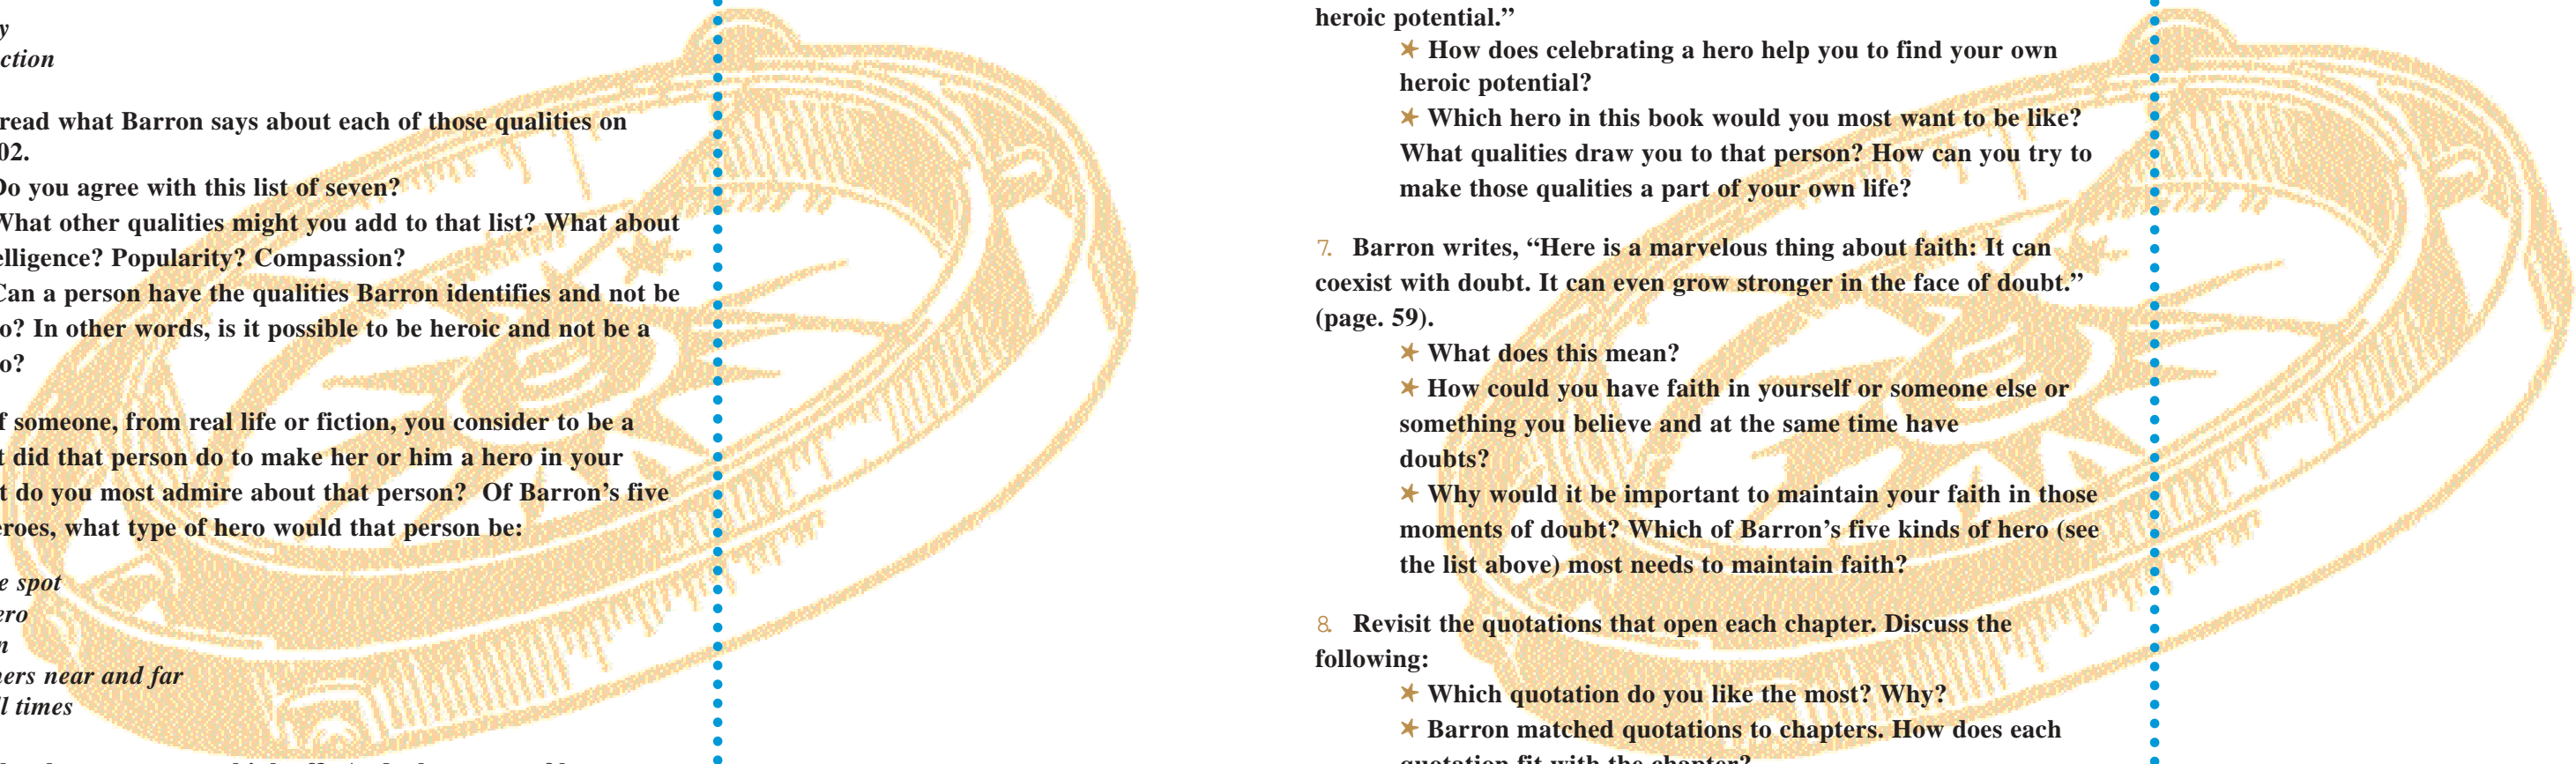 y
ction
read what Barron says about each of those qualities on
02.
Do you agree with this list of seven?
What other qualities might you add to that list? What about
elligence? Popularity? Compassion?
Can a person have the qualities Barron identifies and not be
o? In other words, is it possible to be heroic and not be a
o?
f someone, from real life or fiction, you consider to be a
t did that person do to make her or him a hero in your
t do you most admire about that person?  Of Barron’s five
eroes, what type of hero would that person be:
e spot
ero
n
ners near and far
ll times
heroic potential.”
✶ How does celebrating a hero help you to find your own
heroic potential?
✶ Which hero in this book would you most want to be like?
What qualities draw you to that person? How can you try to
make those qualities a part of your own life?
7. Barron writes, “Here is a marvelous thing about faith: It can
coexist with doubt. It can even grow stronger in the face of doubt.”
(page. 59).
✶ What does this mean?
✶ How could you have faith in yourself or someone else or
something you believe and at the same time have
doubts?
✶ Why would it be important to maintain your faith in those
moments of doubt? Which of Barron’s five kinds of hero (see
the list above) most needs to maintain faith?
8. Revisit the quotations that open each chapter. Discuss the
following:
✶ Which quotation do you like the most? Why?
✶ Barron matched quotations to chapters. How does each
quotation fit with the chapter?